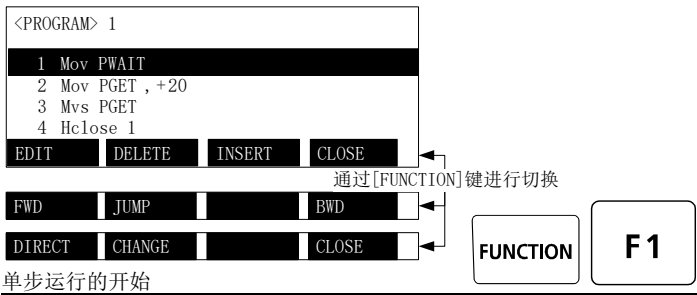 <PROGRAM> 1
1 Mov PWAIT
2 Mov PGET ,+20
3 Mvs PGET
4 Hclose 1
EDIT DELETE INSERT CLOSE
通过[FUNCTION]键进行切换
FWD JUMP BWD
DIRECT CHANGE CLOSE
FUNCTION F1
单步运行的开始